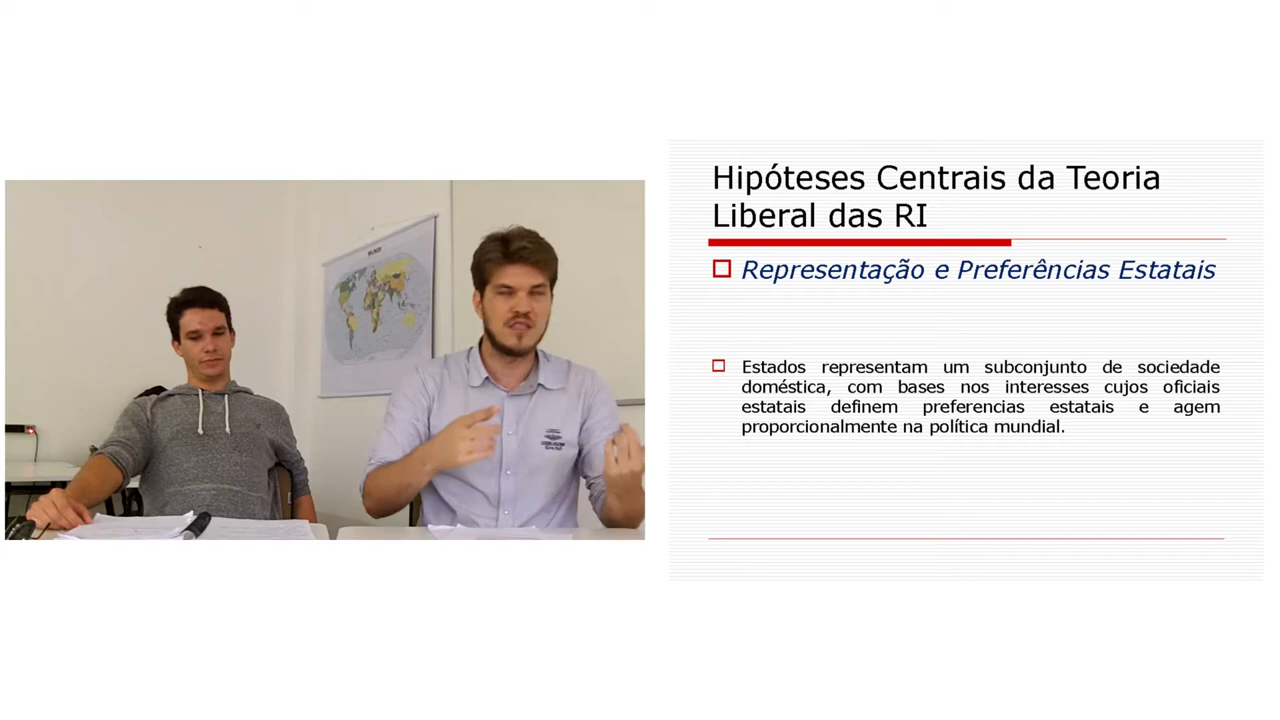 Hipóteses Centrais da Teoria
Liberal das RI
Representação e Preferências Estatais
Estados representam um subconjunto de sociedade
doméstica, com bases nos interesses cujos oficiais
estatais definem preferencias estatais e agem
proporcionalmente na política mundial.